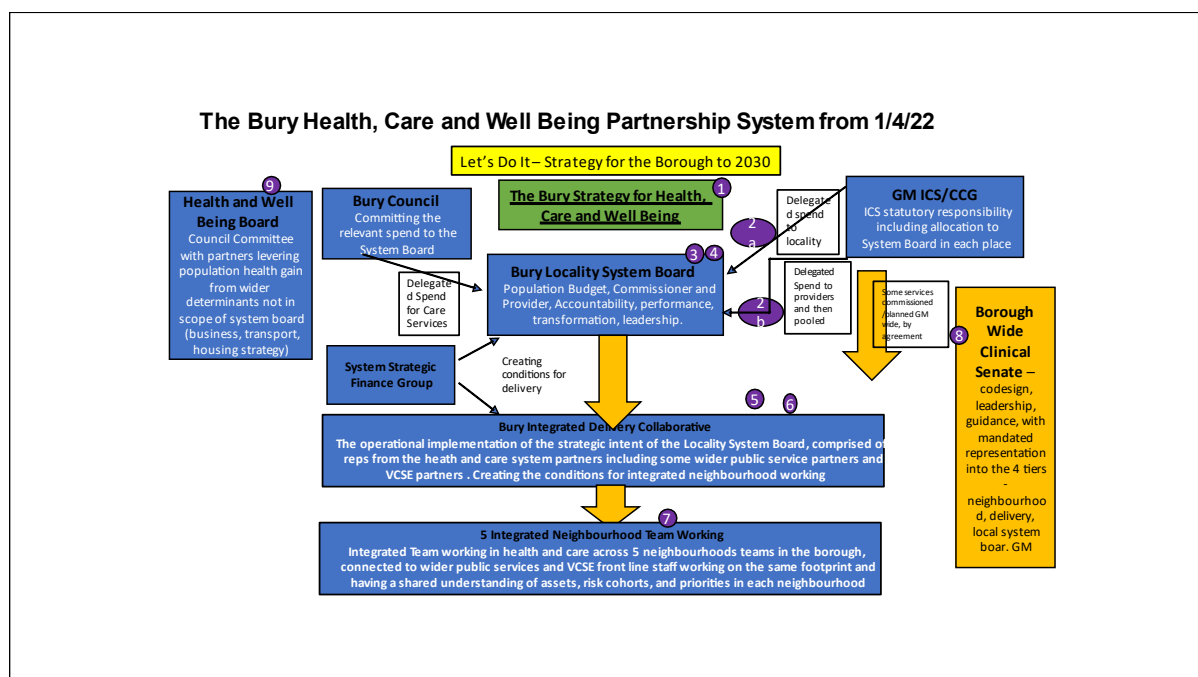 The Bury Health, Care and Well Being Partnership System from 1/4/22
Let's Do It – Strategy for the Borough to 2030
9
Health and Well
Being Board
Council Committee
with partners levering
population health gain
from wider
determinants not in
scope of system board
(business, transport,
housing strategy)
Bury Council
Committing the
relevant spend to the
System Board
1
The Bury Strategy for Health,
Care and Well Being
Delegate
d spend
to
locality
2
a
GM ICS/CCG
ICS statutory responsibility
including allocation to
System Board in each place
3
4
Bury Locality System Board
Population Budget, Commissioner and
Provider, Accountability, performance,
transformation, leadership.
Delegate
d Spend
for Care
Services
2
b
Delegated
Spend to
providers
and then
pooled
Some services
commissioned
/planned GM
wide, by
agreement
8
Borough
Wide
Clinical
Senate –
codesign,
leadership,
guidance, with
mandated
representation
into the 4 tiers
-
neighbourhoo
d, delivery,
local system
boar. GM
System Strategic
Finance Group
Creating
conditions for
delivery
5
6
Bury Integrated Delivery Collaborative
The operational implementation of the strategic intent of the Locality System Board, comprised of
reps from the heath and care system partners including some wider public service partners and
VCSE partners . Creating the conditions for integrated neighbourhood working
7
5 Integrated Neighbourhood Team Working
Integrated Team working in health and care across 5 neighbourhoods teams in the borough,
connected to wider public services and VCSE front line staff working on the same footprint and
having a shared understanding of assets, risk cohorts, and priorities in each neighbourhood